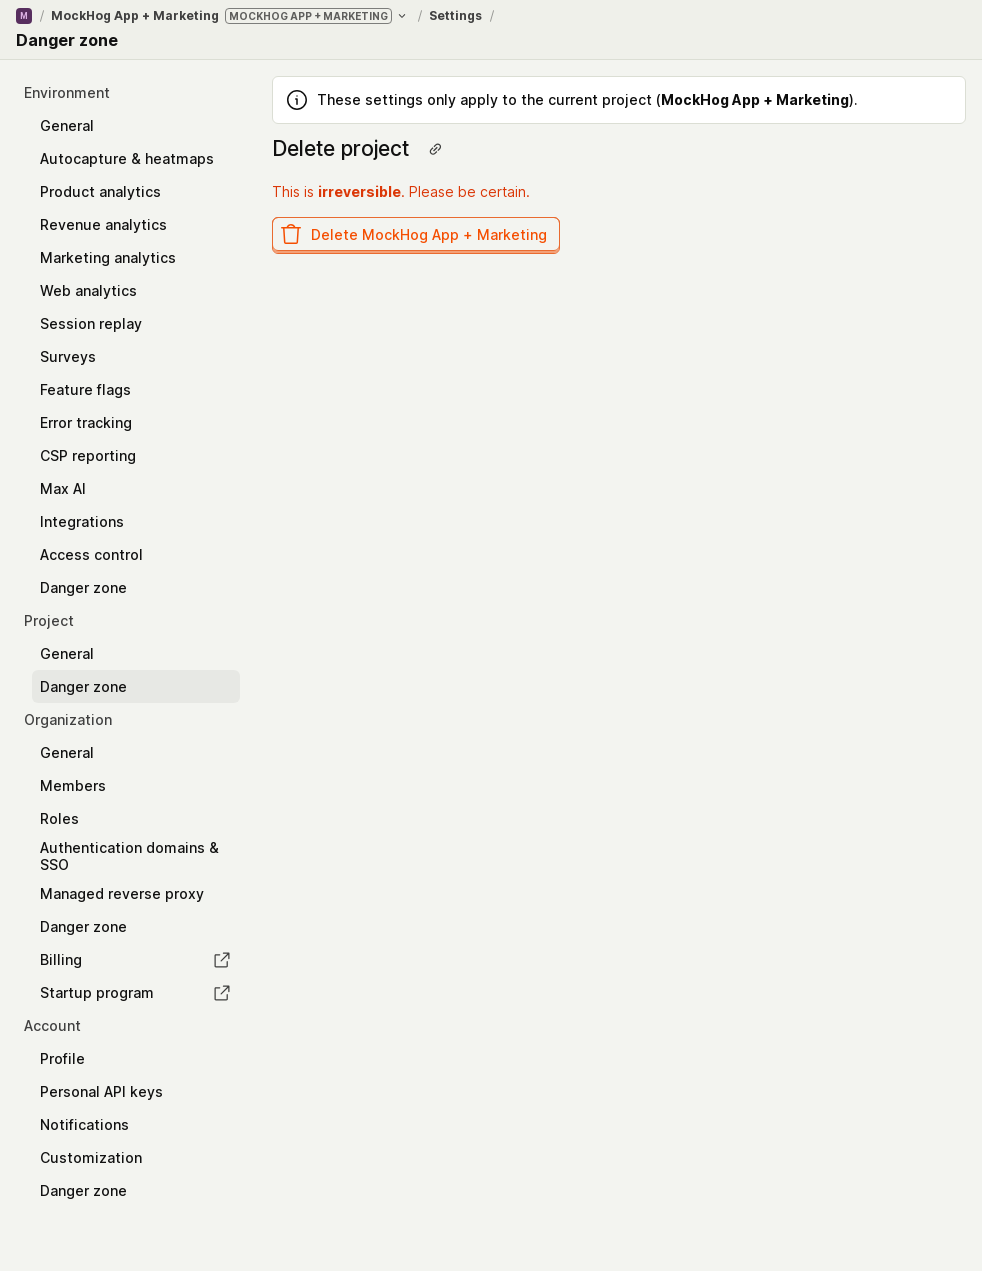 M / MockHog App + Marketing MOCKHOG APP + MARKETING / Settings /
Danger zone
Environment
General
Autocapture & heatmaps
Product analytics
Revenue analytics
Marketing analytics
Web analytics
Session replay
Surveys
Feature flags
Error tracking
CSP reporting
Max AI
Integrations
Access control
Danger zone
Project
General
Danger zone
Organization
General
Members
Roles
Authentication domains &
SSO
Managed reverse proxy
Danger zone
Billing
Startup program
Account
Profile
Personal API keys
Notifications
Customization
Danger zone
These settings only apply to the current project (MockHog App + Marketing).
Delete project
This is irreversible. Please be certain.
Delete MockHog App + Marketing